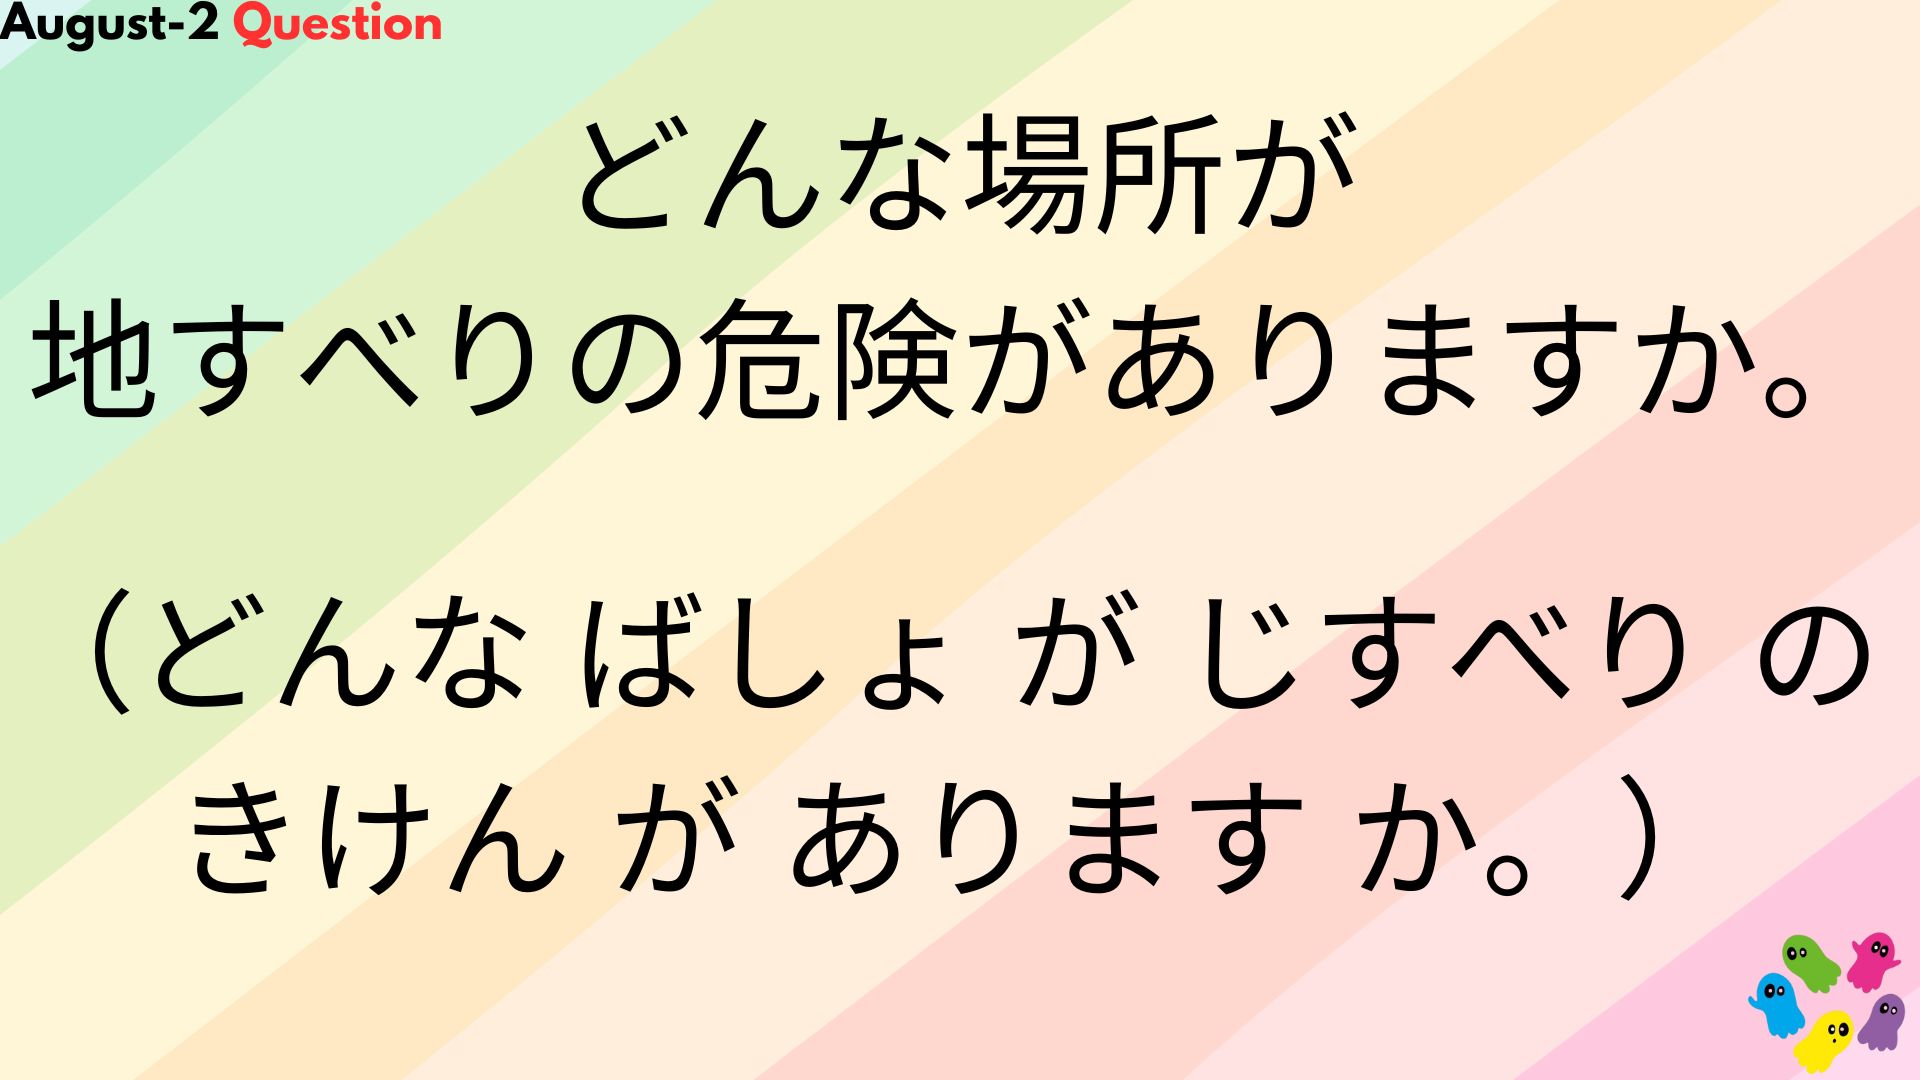 August-2 Question
どんな場所が
地すべりの危険がありますか。
（どんな ばしょ が じすべり の
きけん が あります か。）